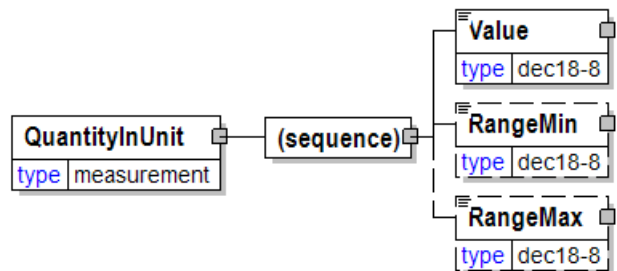 Value
type dec18-8
QuantityInUnit
type measurement
(sequence)
RangeMin
type dec18-8
RangeMax
type dec18-8